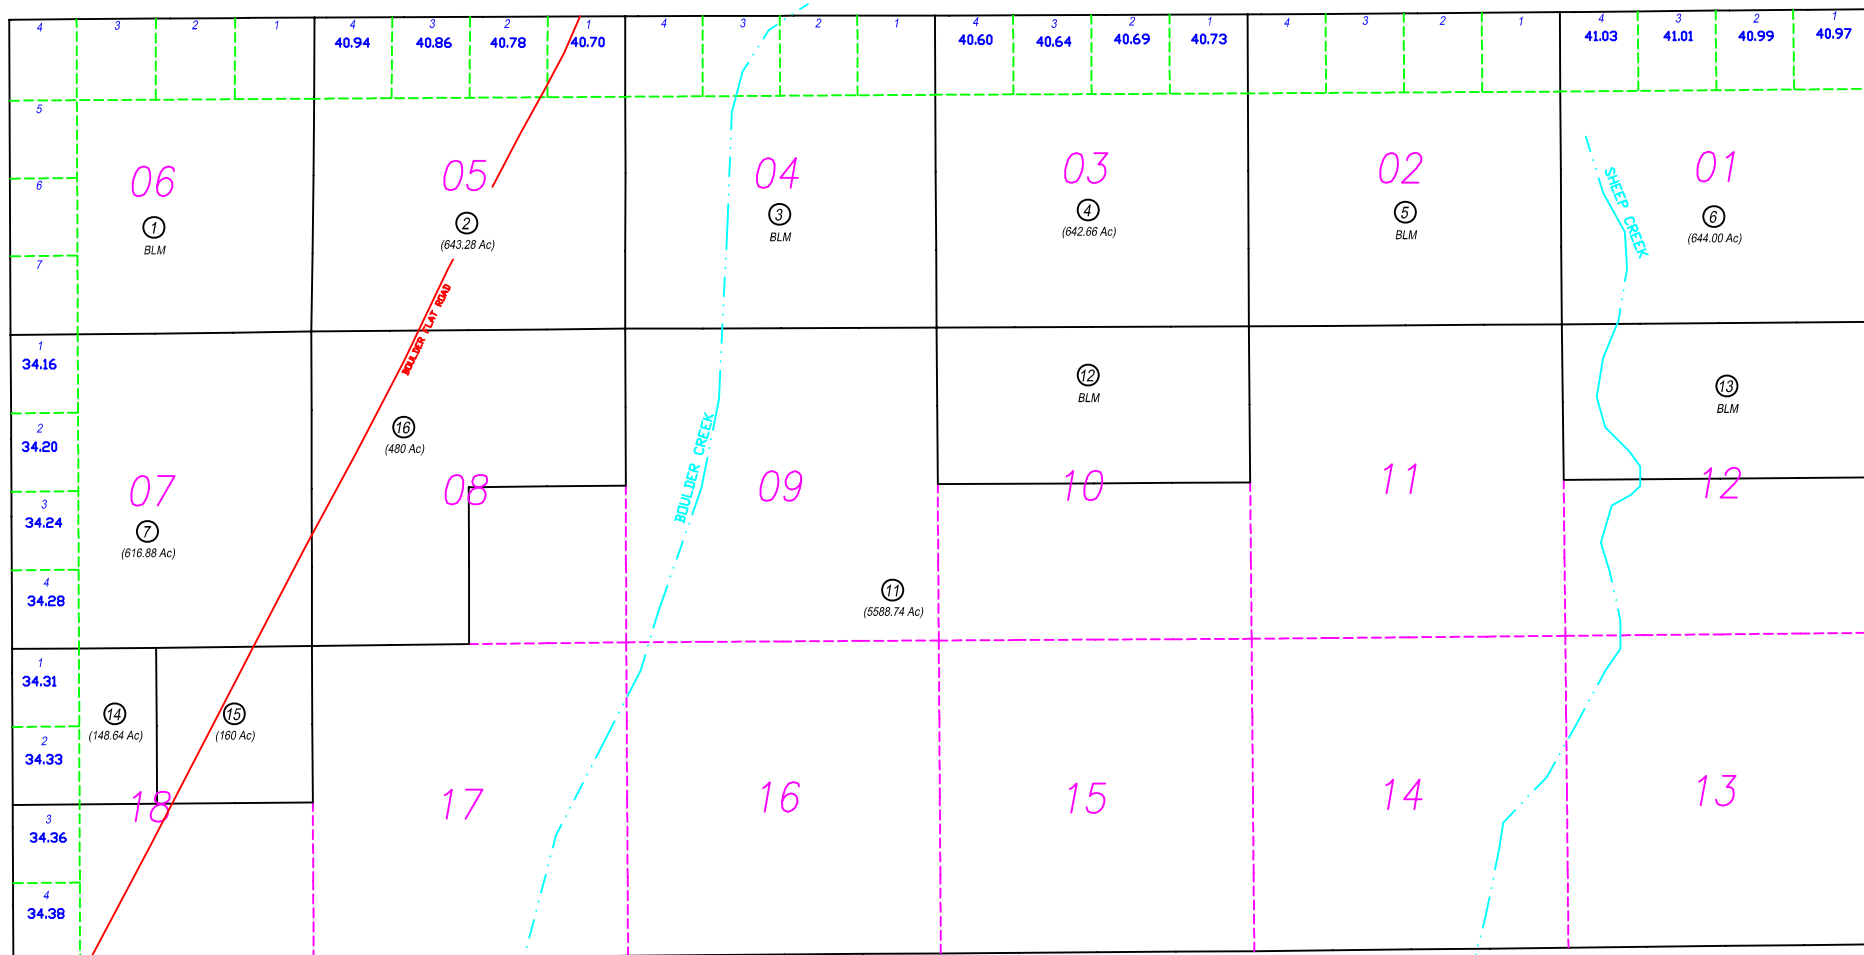 4 3 2 1 4 3 2 1 4 3 2 1 4 3 2 1 4 3 2 1 4 3 2 1
40.94 40.86 40.78 40.70 40.60 40.64 40.69 40.73 41.03 41.01 40.99 40.97
5
06 05 04 03 02 01
6
1 2 3 4 5 6
BLM (643.28 Ac) BLM (642.66 Ac) BLM (644.00 Ac)
SHEEP CREEK
7
BOULDER FLAT ROAD
1
34.16
12 13
BLM BLM
2
34.20
16
(480 Ac)
BOULDER CREEK
07 08 09 10 11 12
3
34.24
7
(616.88 Ac)
4
34.28
11
(5588.74 Ac)
1
34.31
14 15
(148.64 Ac) (160 Ac)
2
34.33
18 17 16 15 14 13
3
34.36
4
34.38